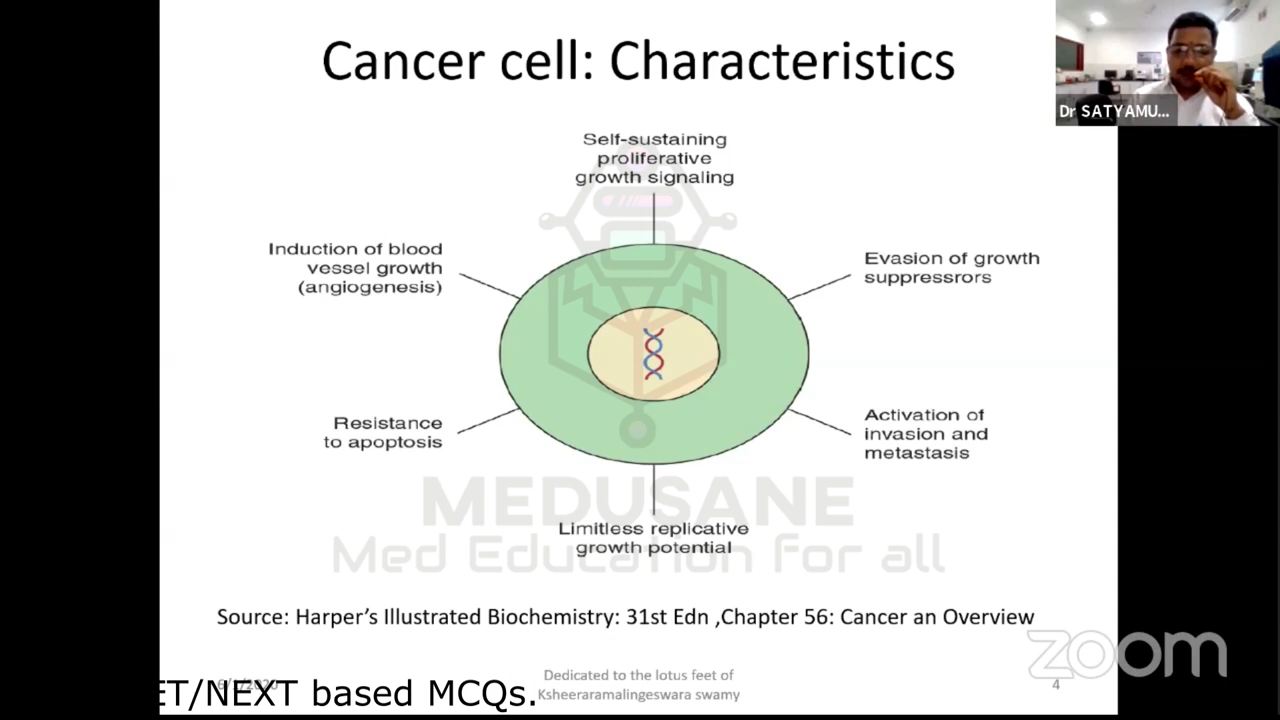 Cancer cell: Characteristics
Dr SATYAMU...
Self-sustaining
proliferative
growth signaling
Induction of blood
vessel growth
(angiogenesis)
Evasion of growth
suppressrors
Resistance
to apoptosis
Activation of
invasion and
metastasis
Limitless replicative
growth potential
MEDUSANE
Med Education for all
Source: Harper's Illustrated Biochemistry: 31st Edn ,Chapter 56: Cancer an Overview
zoom
Dedicated to the lotus feet of
Ksheeraramalingeswara swamy
4
ET/NEXT based MCQs.